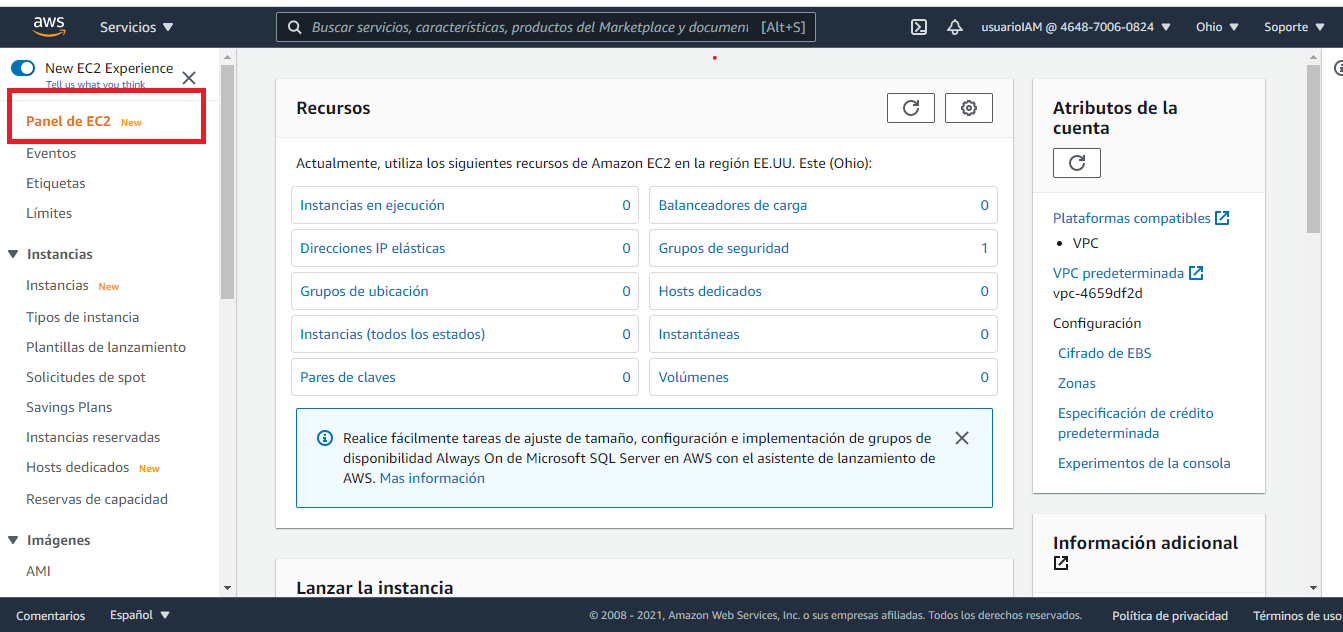 aws
Servicios
Buscar servicios, características, productos del Marketplace y document [Alt+S]
usuarioIAM @ 4648-7006-0824
Ohio
Soporte
New EC2 Experience
Tell us what you think
Panel de EC2 New
Eventos
Etiquetas
Límites
Instancias
Instancias New
Tipos de instancia
Plantillas de lanzamiento
Solicitudes de spot
Savings Plans
Instancias reservadas
Hosts dedicados New
Reservas de capacidad
Imágenes
AMI
Recursos
Actualmente, utiliza los siguientes recursos de Amazon EC2 en la región EE.UU. Este (Ohio):
Instancias en ejecución 0
Balanceadores de carga 0
Direcciones IP elásticas 0
Grupos de seguridad 1
Grupos de ubicación 0
Hosts dedicados 0
Instancias (todos los estados) 0
Instantáneas 0
Pares de claves 0
Volúmenes 0
Realice fácilmente tareas de ajuste de tamaño, configuración e implementación de grupos de
disponibilidad Always On de Microsoft SQL Server en AWS con el asistente de lanzamiento de
AWS. Mas información
Lanzar la instancia
Atributos de la
cuenta
Plataformas compatibles
• VPC
VPC predeterminada
vpc-4659df2d
Configuración
Cifrado de EBS
Zonas
Especificación de crédito
predeterminada
Experimentos de la consola
Información adicional
Comentarios
Español
© 2008 - 2021, Amazon Web Services, Inc. o sus empresas afiliadas. Todos los derechos reservados.
Política de privacidad
Términos de uso